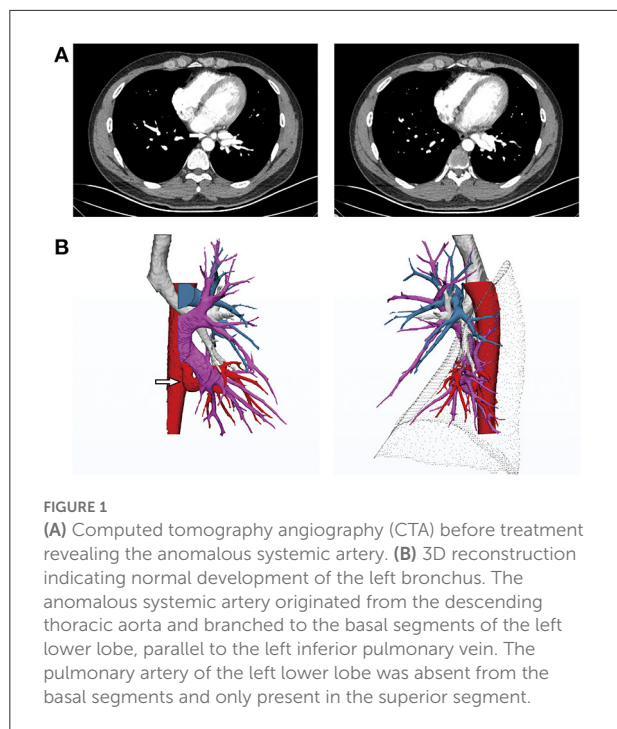 A
B
FIGURE 1
(A) Computed tomography angiography (CTA) before treatment
revealing the anomalous systemic artery. (B) 3D reconstruction
indicating normal development of the left bronchus. The
anomalous systemic artery originated from the descending
thoracic aorta and branched to the basal segments of the left
lower lobe, parallel to the left inferior pulmonary vein. The
pulmonary artery of the left lower lobe was absent from the
basal segments and only present in the superior segment.